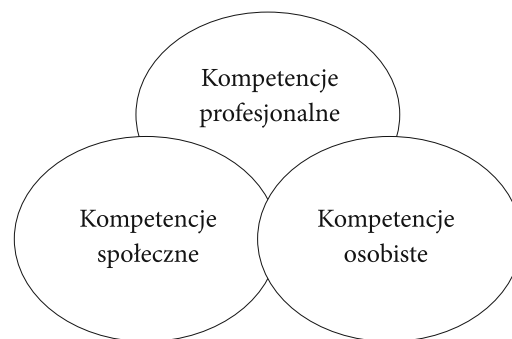 Kompetencje
profesjonalne
Kompetencje
społeczne
Kompetencje
osobiste